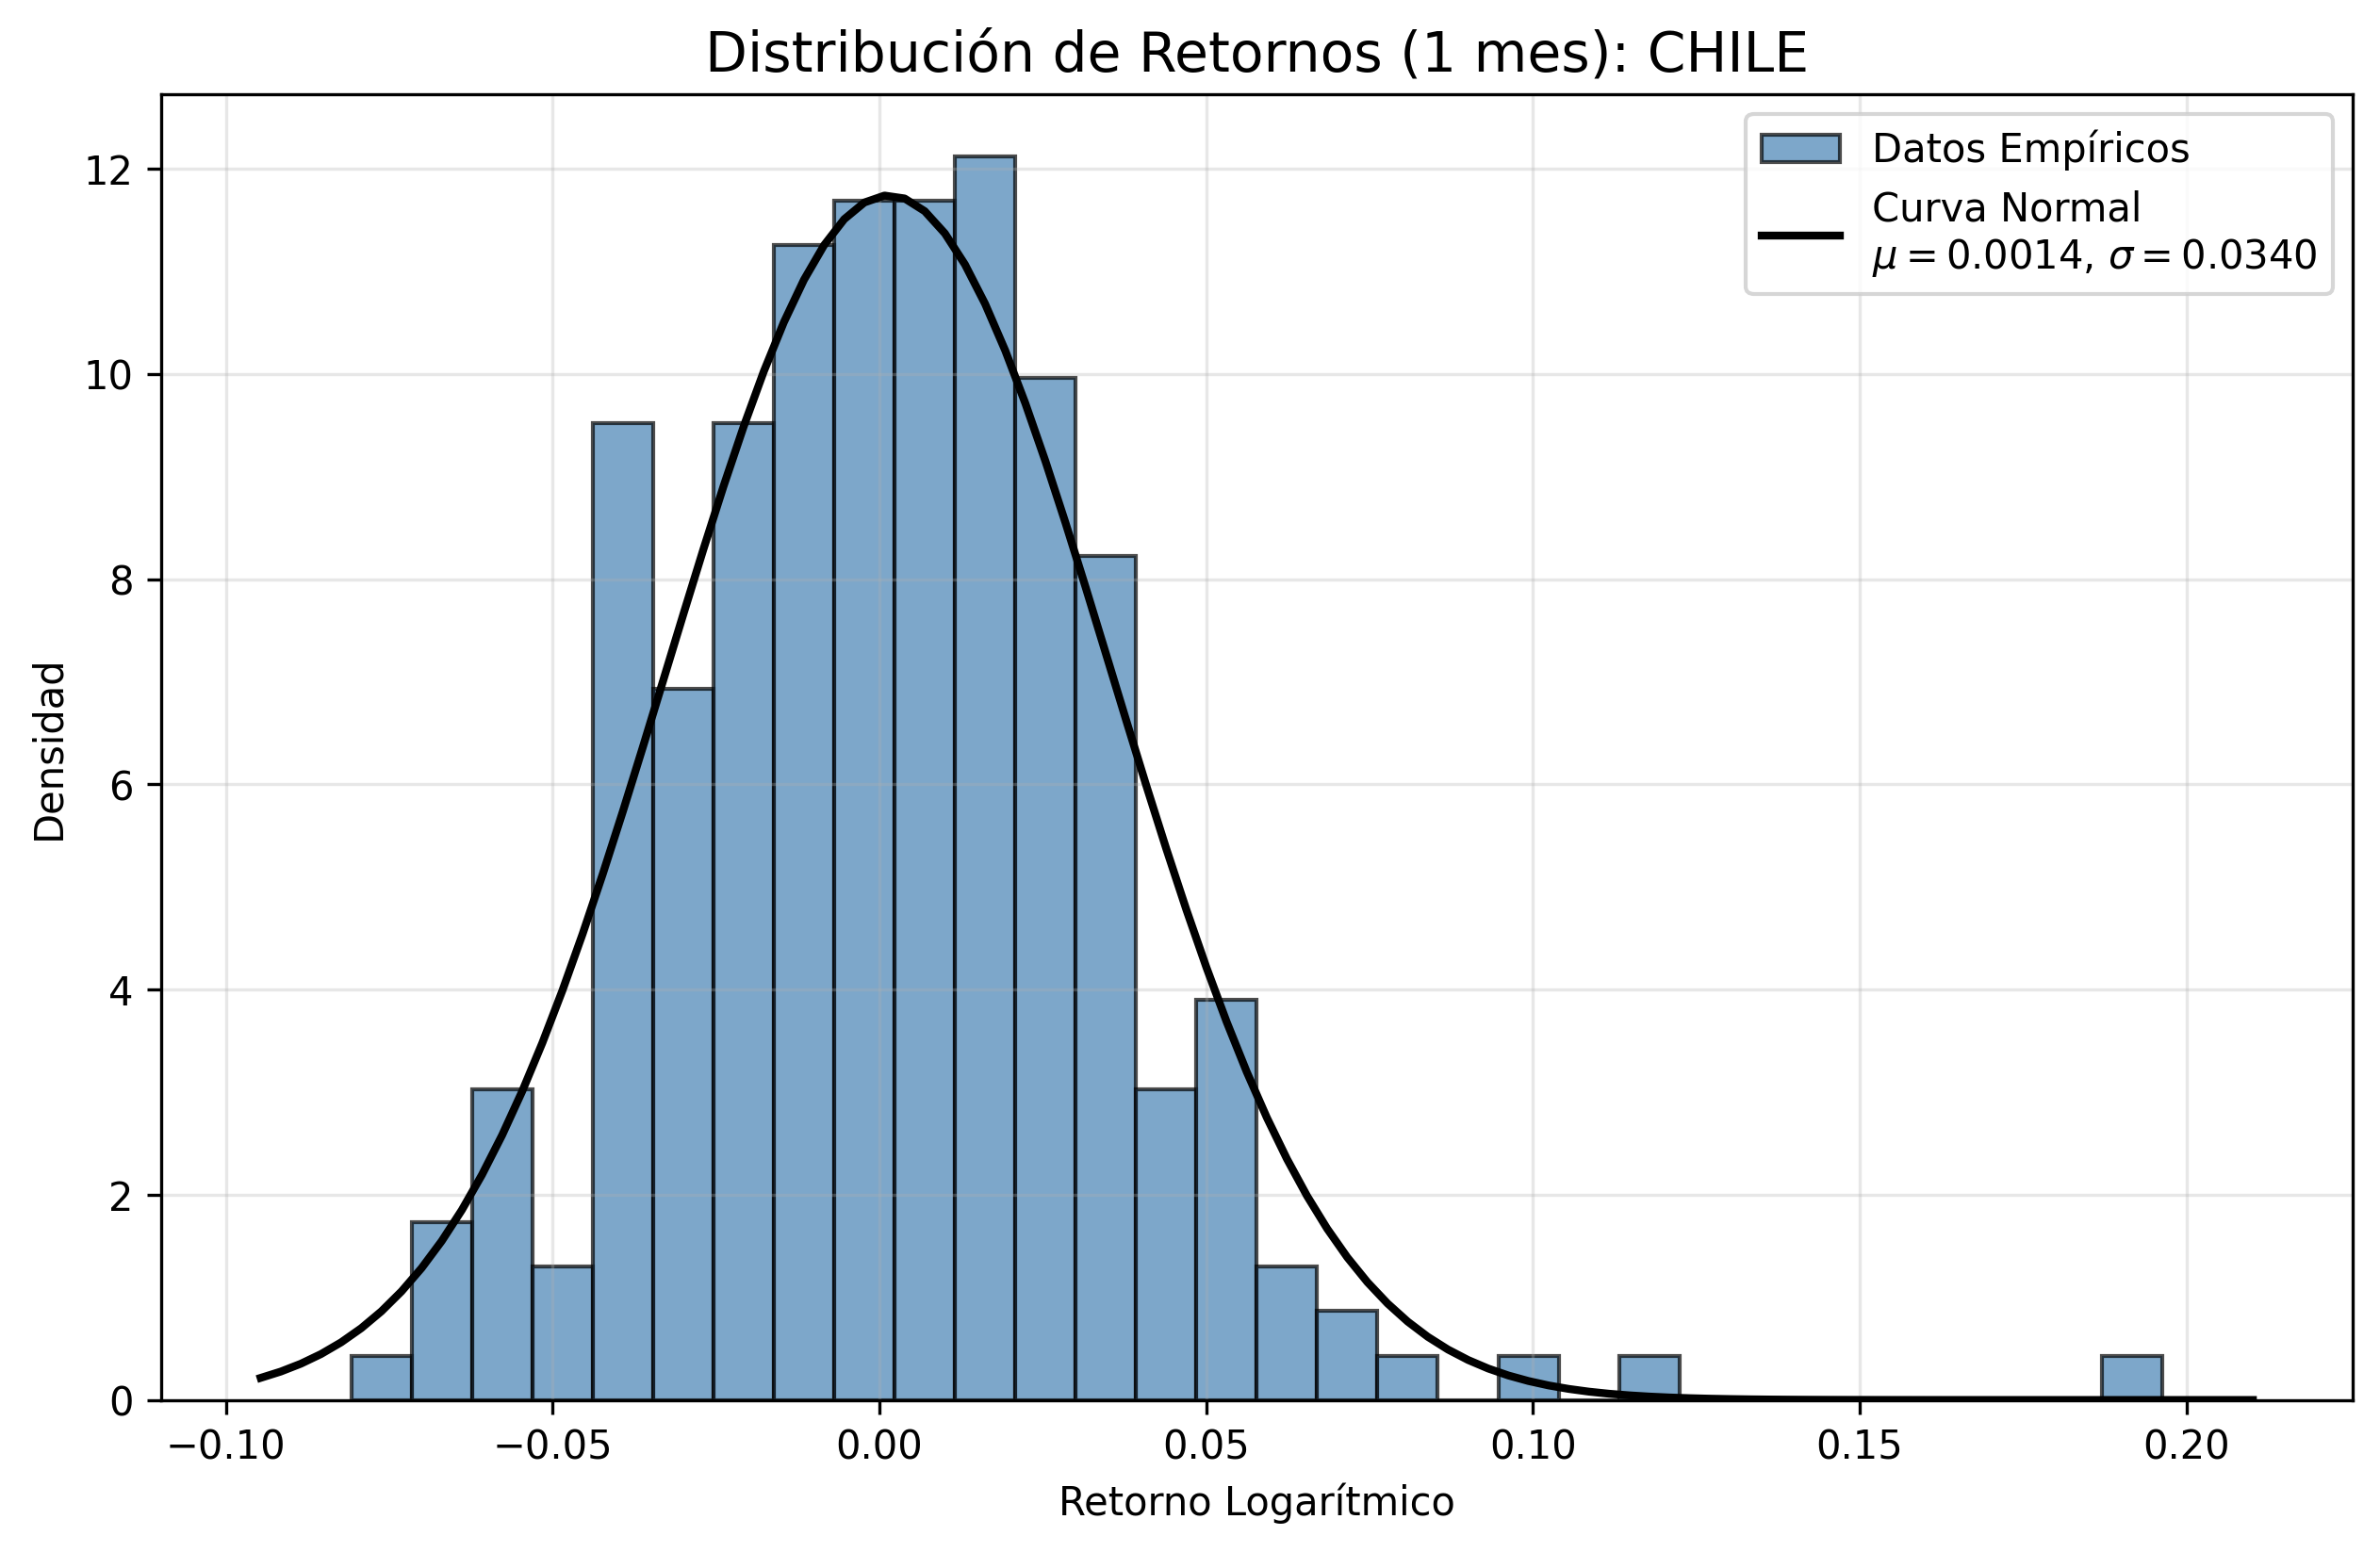 Distribución de Retornos (1 mes): CHILE
Datos Empíricos
Curva Normal
μ = 0.0014, σ = 0.0340
Densidad
12
10
8
6
4
2
0
−0.10
−0.05
0.00
0.05
0.10
0.15
0.20
Retorno Logarítmico